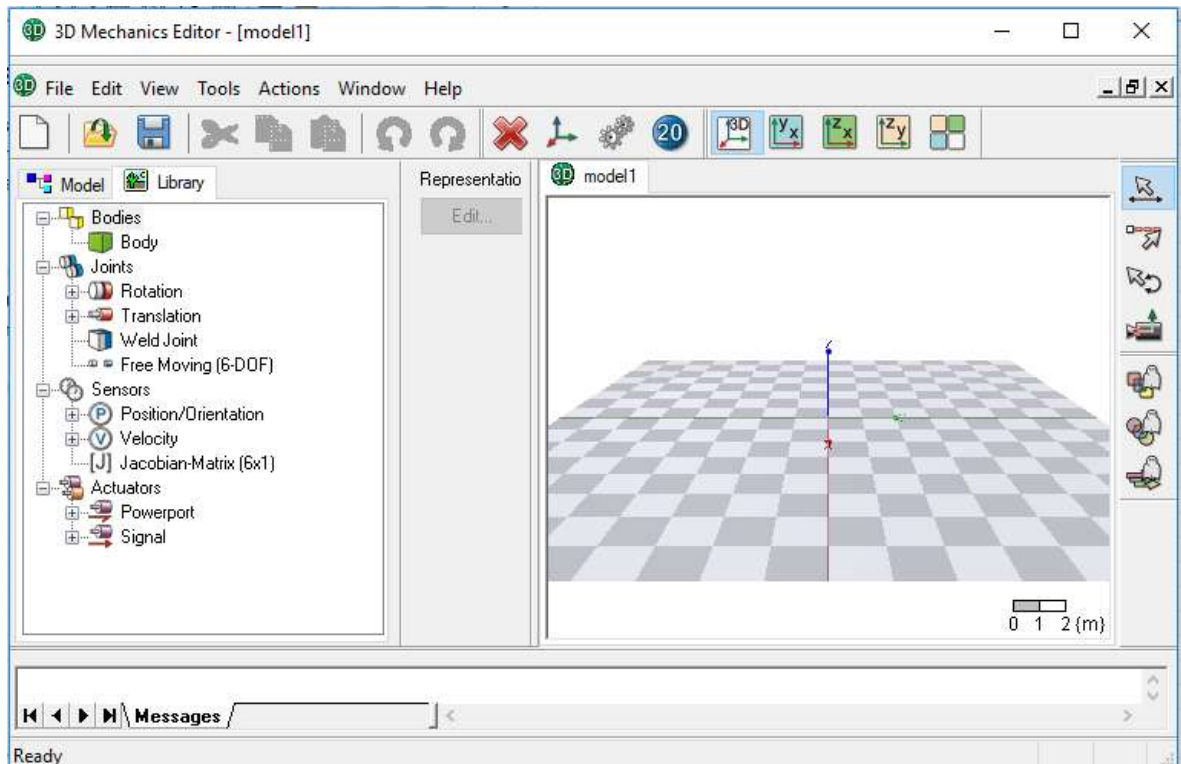 3D Mechanics Editor - [model1]
File Edit View Tools Actions Window Help
20 3D y x z x z y
Model Library
Representatio
model1
Edit...
Bodies
Body
Joints
Rotation
Translation
Weld Joint
Free Moving (6-DOF)
Sensors
P Position/Orientation
V Velocity
[J] Jacobian-Matrix (6x1)
Actuators
Powerport
Signal
0 1 2 {m}
Messages
Ready